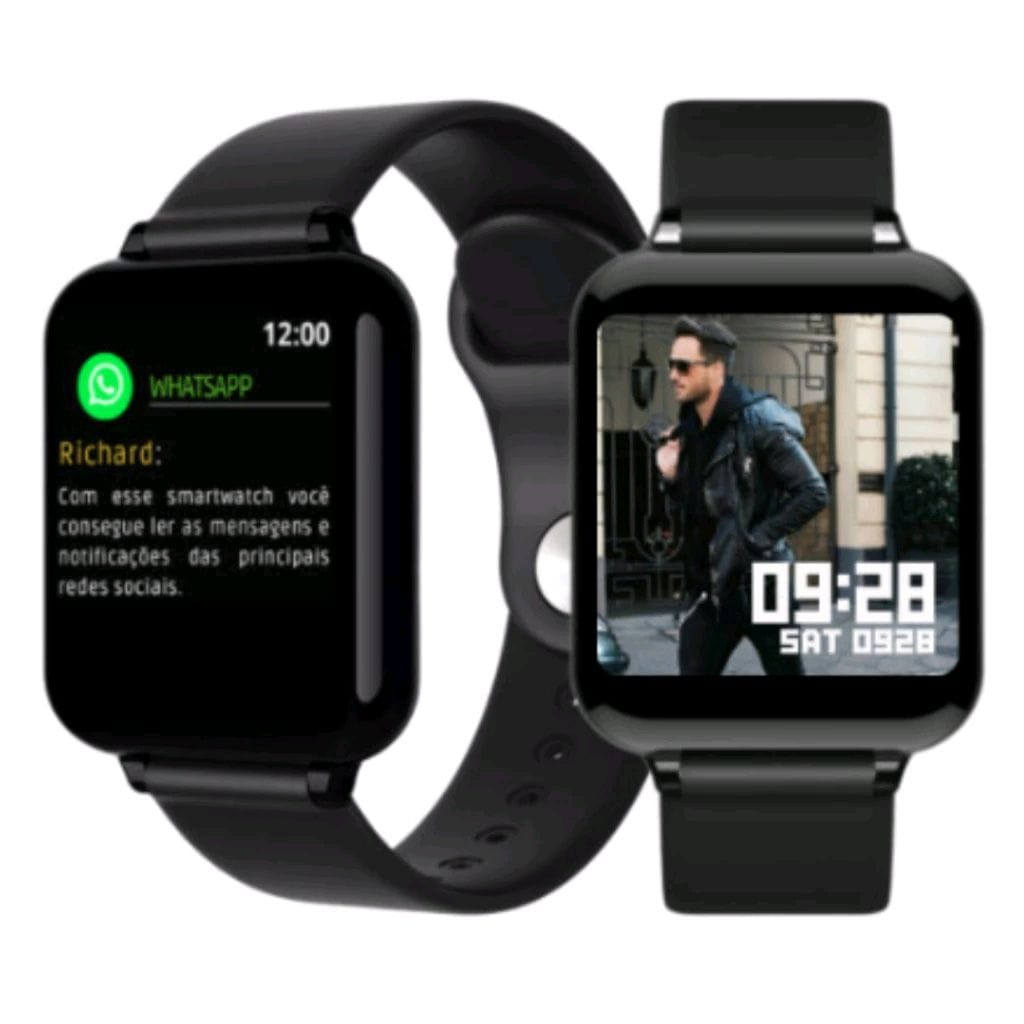 12:00
WHATSAPP
Richard:
Com esse smartwatch você
consegue ler as mensagens e
notificações das principais
redes sociais.
09:28
SAT 0928